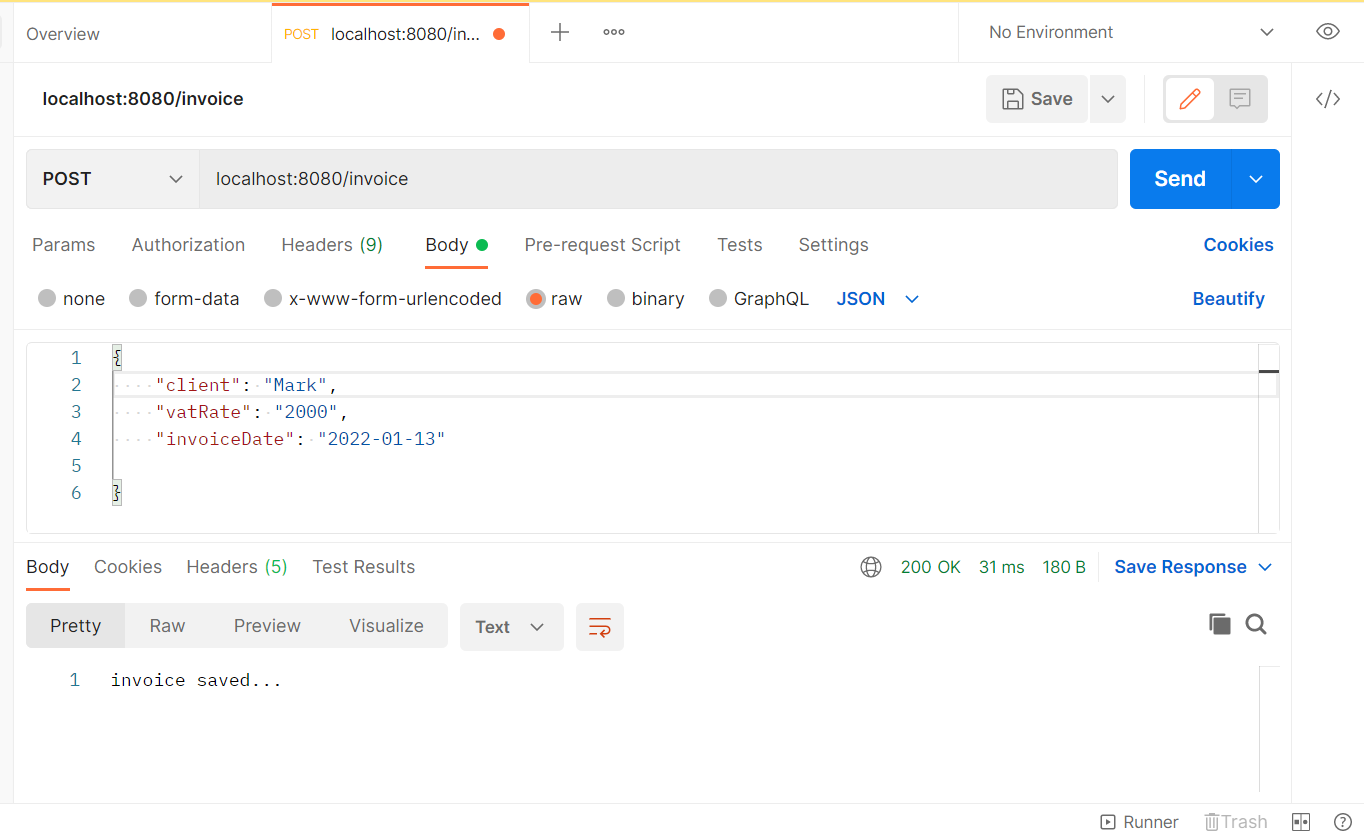 Overview POST localhost:8080/in... No Environment
localhost:8080/invoice Save
POST localhost:8080/invoice Send
Params Authorization Headers (9) Body Pre-request Script Tests Settings Cookies
none form-data x-www-form-urlencoded raw binary GraphQL JSON Beautify
1 {
2 "client": "Mark",
3 "vatRate": "2000",
4 "invoiceDate": "2022-01-13"
5
6 }
Body Cookies Headers (5) Test Results 200 OK 31 ms 180 B Save Response
Pretty Raw Preview Visualize Text
1 invoice saved...
Runner Trash